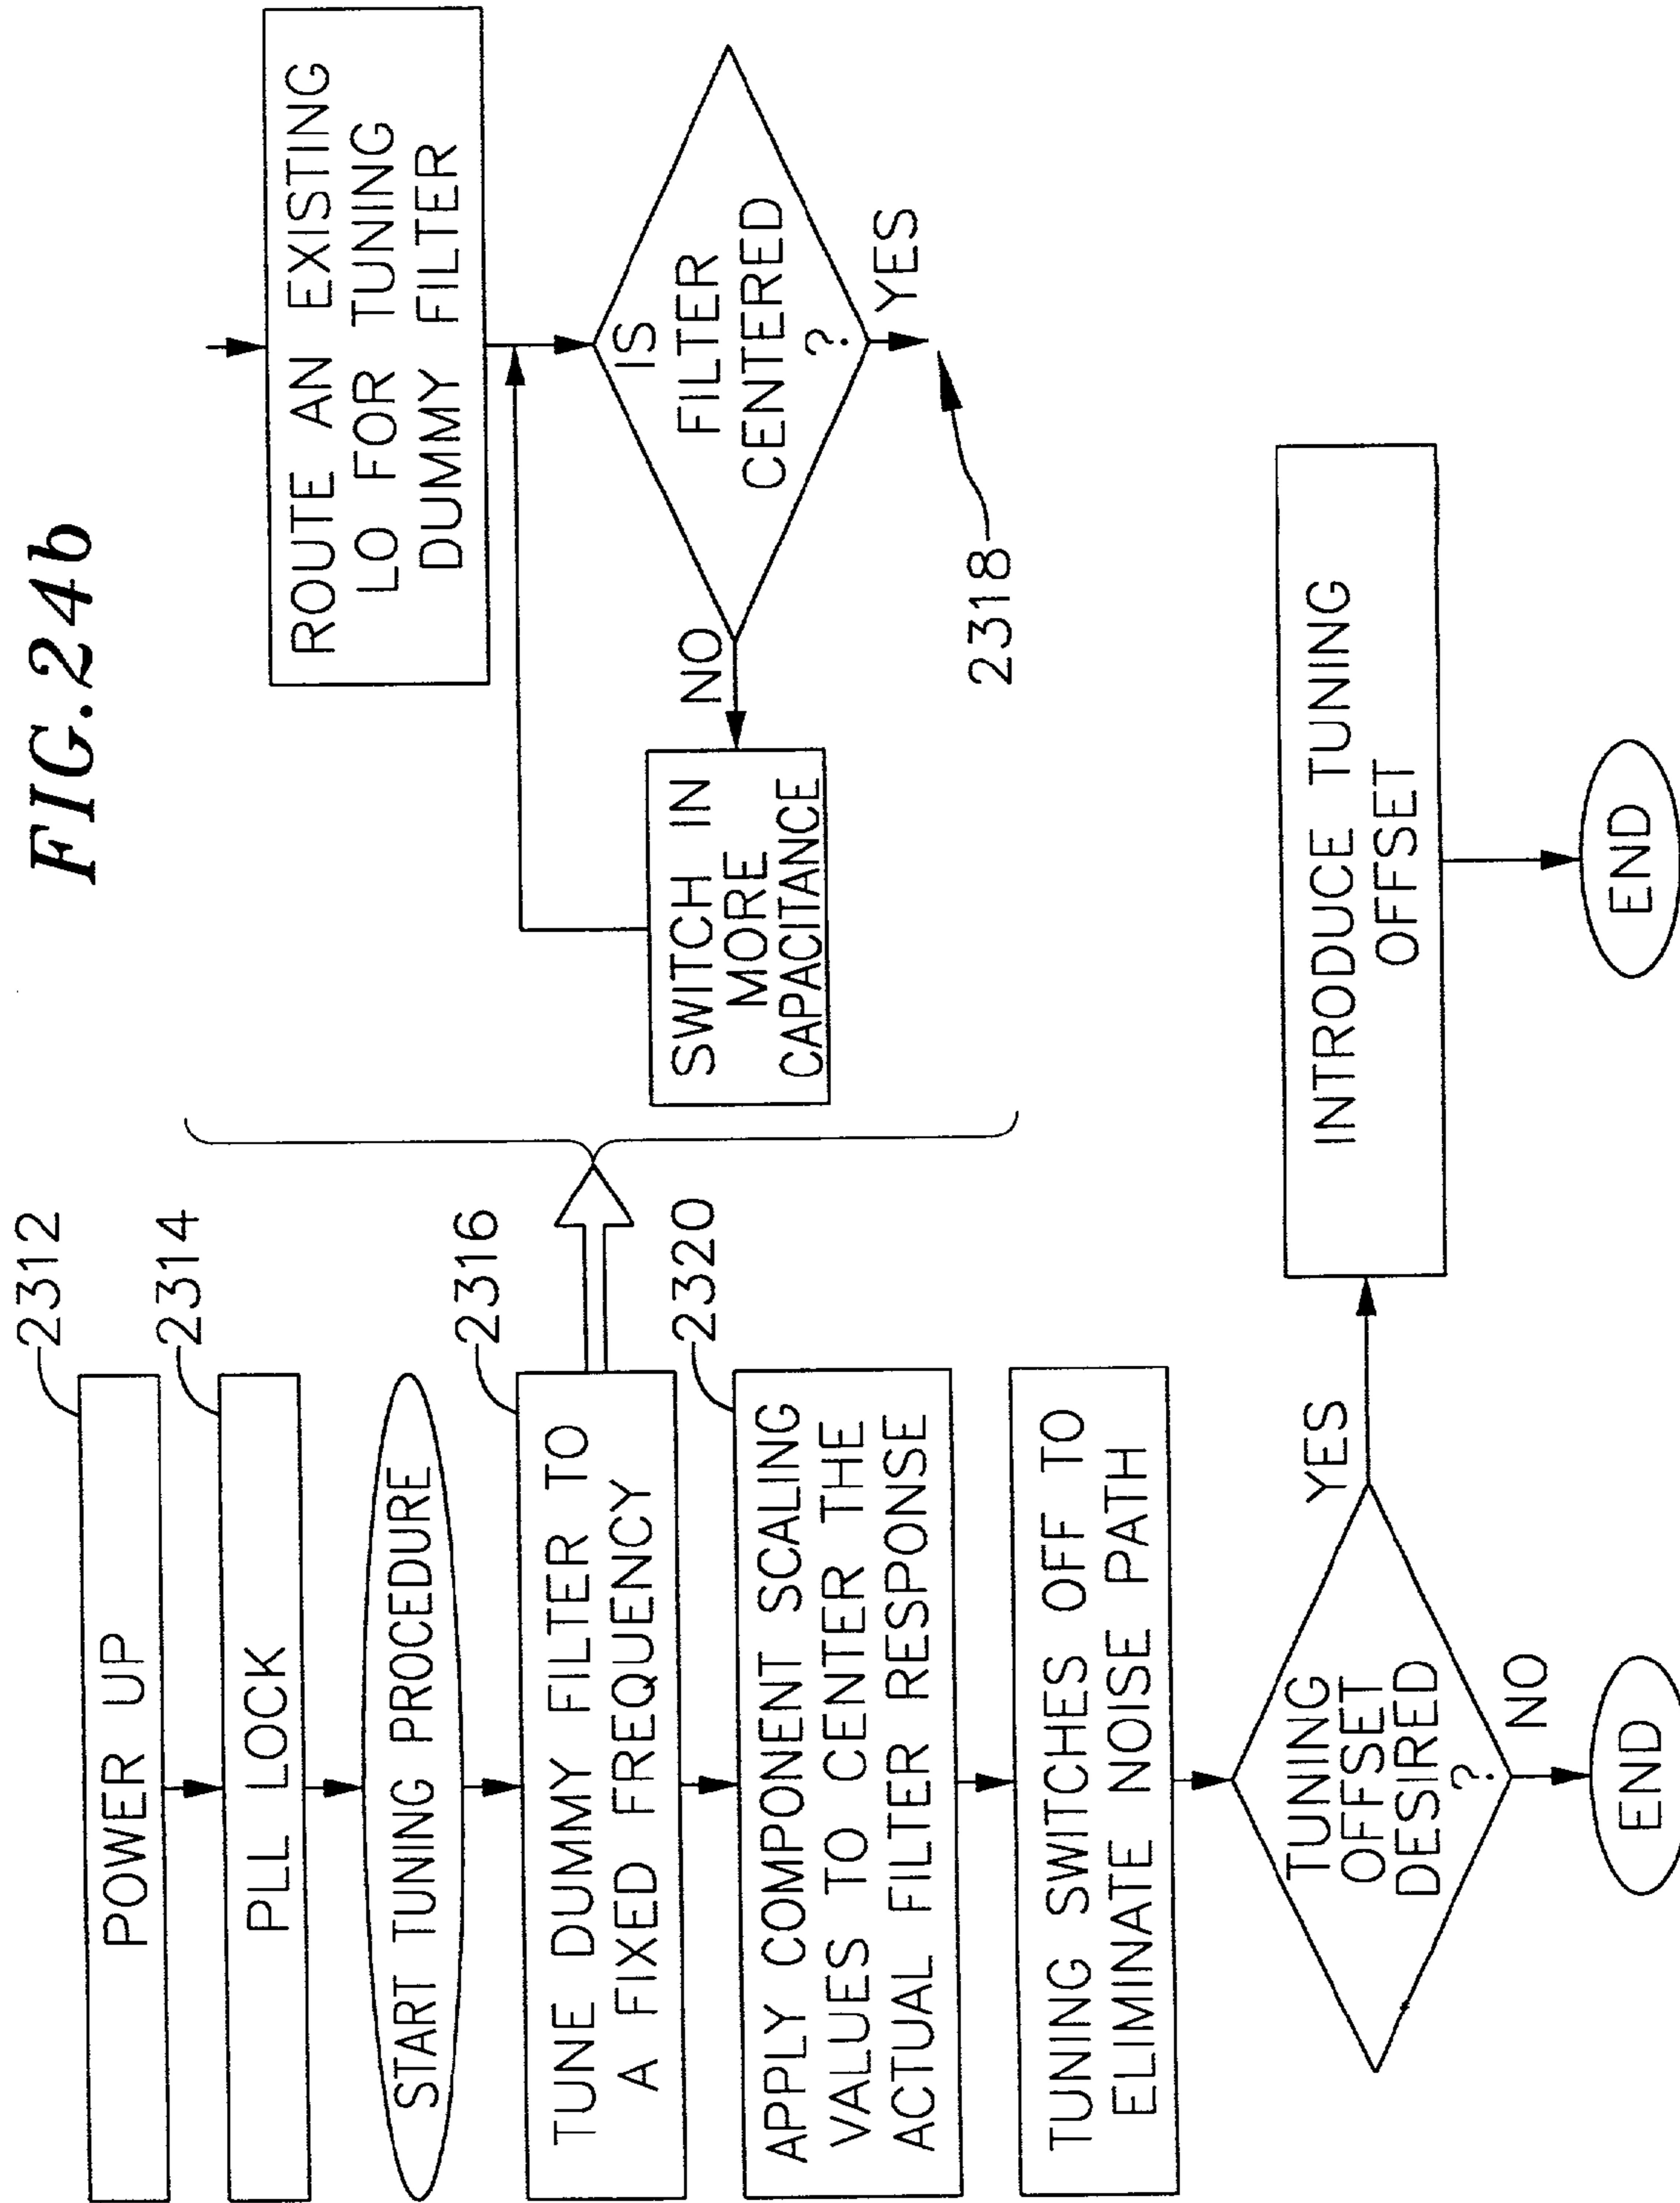 FIG.24b
2312
POWER UP
2314
PLL LOCK
START TUNING PROCEDURE
2316
TUNE DUMMY FILTER TO
A FIXED FREQUENCY
2320
APPLY COMPONENT SCALING
VALUES TO CENTER THE
ACTUAL FILTER RESPONSE
TUNING SWITCHES OFF TO
ELIMINATE NOISE PATH
TUNING
OFFSET
DESIRED
?
YES
NO
END
INTRODUCE TUNING
OFFSET
END
ROUTE AN EXISTING
LO FOR TUNING
DUMMY FILTER
IS
FILTER
CENTERED
?
NO
YES
SWITCH IN
MORE
CAPACITANCE
2318